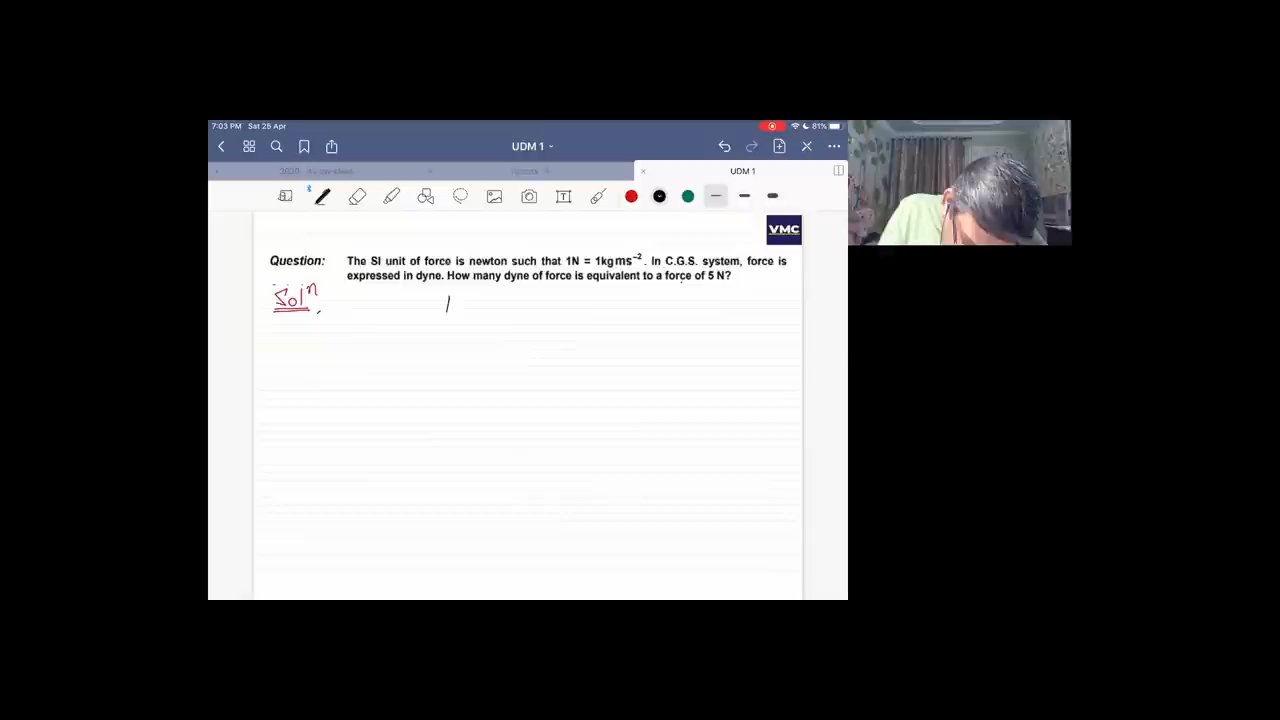 7:03 PM Sat 25 Apr
81%
UDM 1
UDM 1
VMC
Question: The SI unit of force is newton such that 1N = 1kgms⁻². In C.G.S. system, force is
expressed in dyne. How many dyne of force is equivalent to a force of 5 N?
Solⁿ.